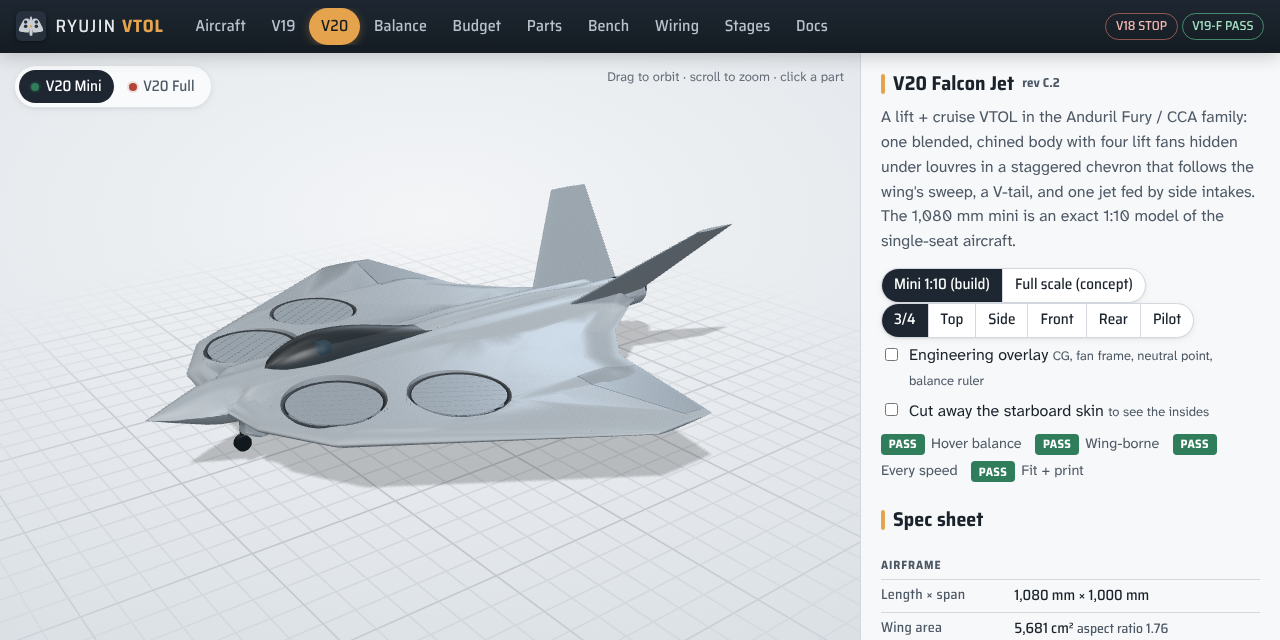 RYUJIN VTOL
Aircraft V19 V20 Balance Budget Parts Bench Wiring Stages Docs
V18 STOP V19-F PASS
V20 Mini V20 Full
Drag to orbit · scroll to zoom · click a part
V20 Falcon Jet rev C.2
A lift + cruise VTOL in the Anduril Fury / CCA family:
one blended, chined body with four lift fans hidden
under louvres in a staggered chevron that follows the
wing's sweep, a V-tail, and one jet fed by side intakes.
The 1,080 mm mini is an exact 1:10 model of the
single-seat aircraft.
Mini 1:10 (build) Full scale (concept)
3/4 Top Side Front Rear Pilot
Engineering overlay CG, fan frame, neutral point,
balance ruler
Cut away the starboard skin to see the insides
PASS Hover balance PASS Wing-borne PASS
Every speed PASS Fit + print
Spec sheet
AIRFRAME
Length × span 1,080 mm × 1,000 mm
Wing area 5,681 cm² aspect ratio 1.76